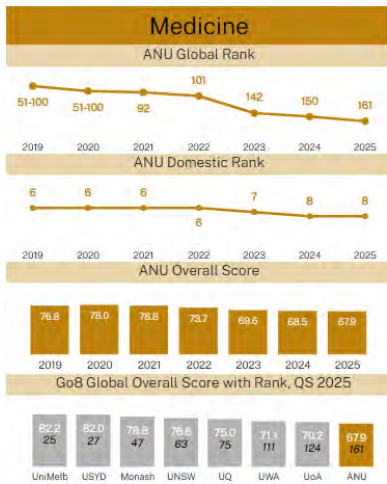 Medicine
ANU Global Rank
51-100 51-100 92 101 142 150 161
2019 2020 2021 2022 2023 2024 2025
ANU Domestic Rank
6 6 6 6 7 8 8
2019 2020 2021 2022 2023 2024 2025
ANU Overall Score
76.8 78.0 76.8 73.7 69.6 68.5 67.9
2019 2020 2021 2022 2023 2024 2025
Go8 Global Overall Score with Rank, QS 2025
82.2 82.0 78.8 76.6 75.0 71.1 70.2 67.9
25 27 47 63 75 111 124 161
UniMelb USYD Monash UNSW UQ UWA UoA ANU